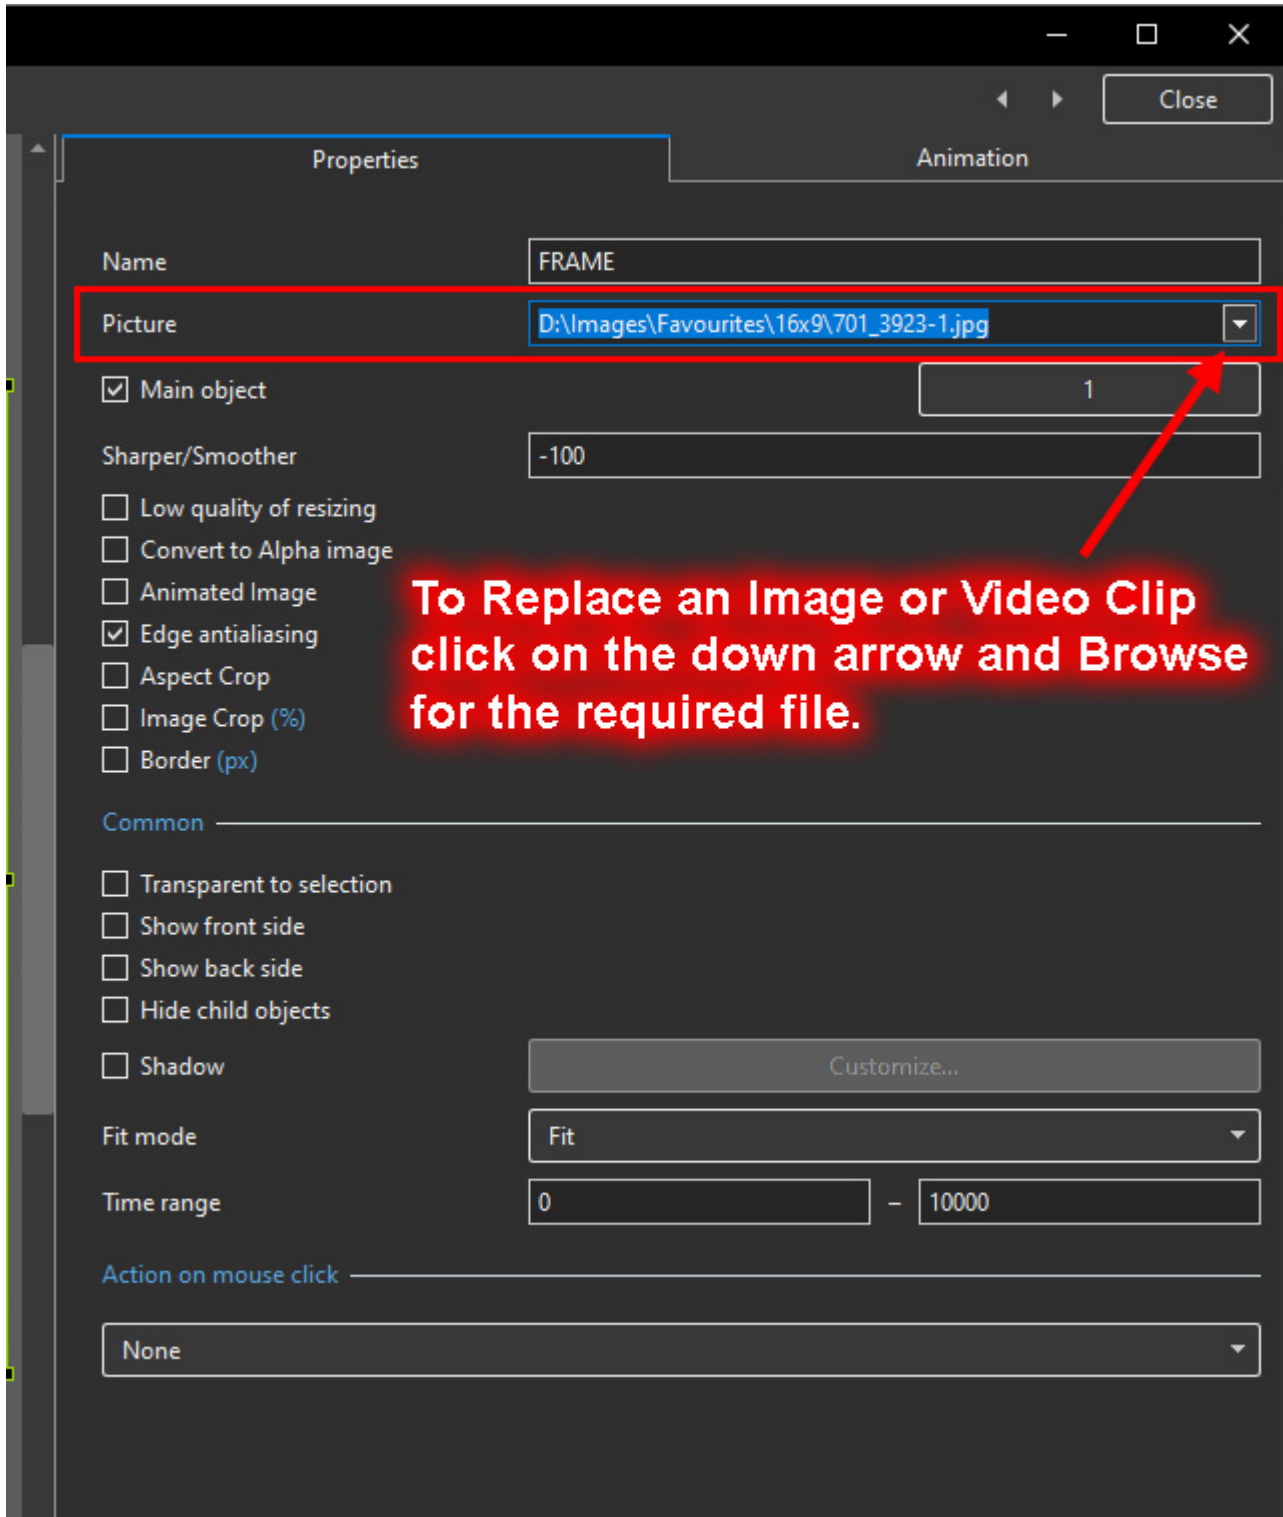 Close
Properties Animation
Name FRAME
Picture D:\Images\Favourites\16x9\701_3923-1.jpg
Main object 1
Sharper/Smoother -100
Low quality of resizing
Convert to Alpha image
Animated Image
Edge antialiasing
Aspect Crop
Image Crop (%)
Border (px)
To Replace an Image or Video Clip
click on the down arrow and Browse
for the required file.
Common
Transparent to selection
Show front side
Show back side
Hide child objects
Shadow Customize...
Fit mode Fit
Time range 0 – 10000
Action on mouse click
None